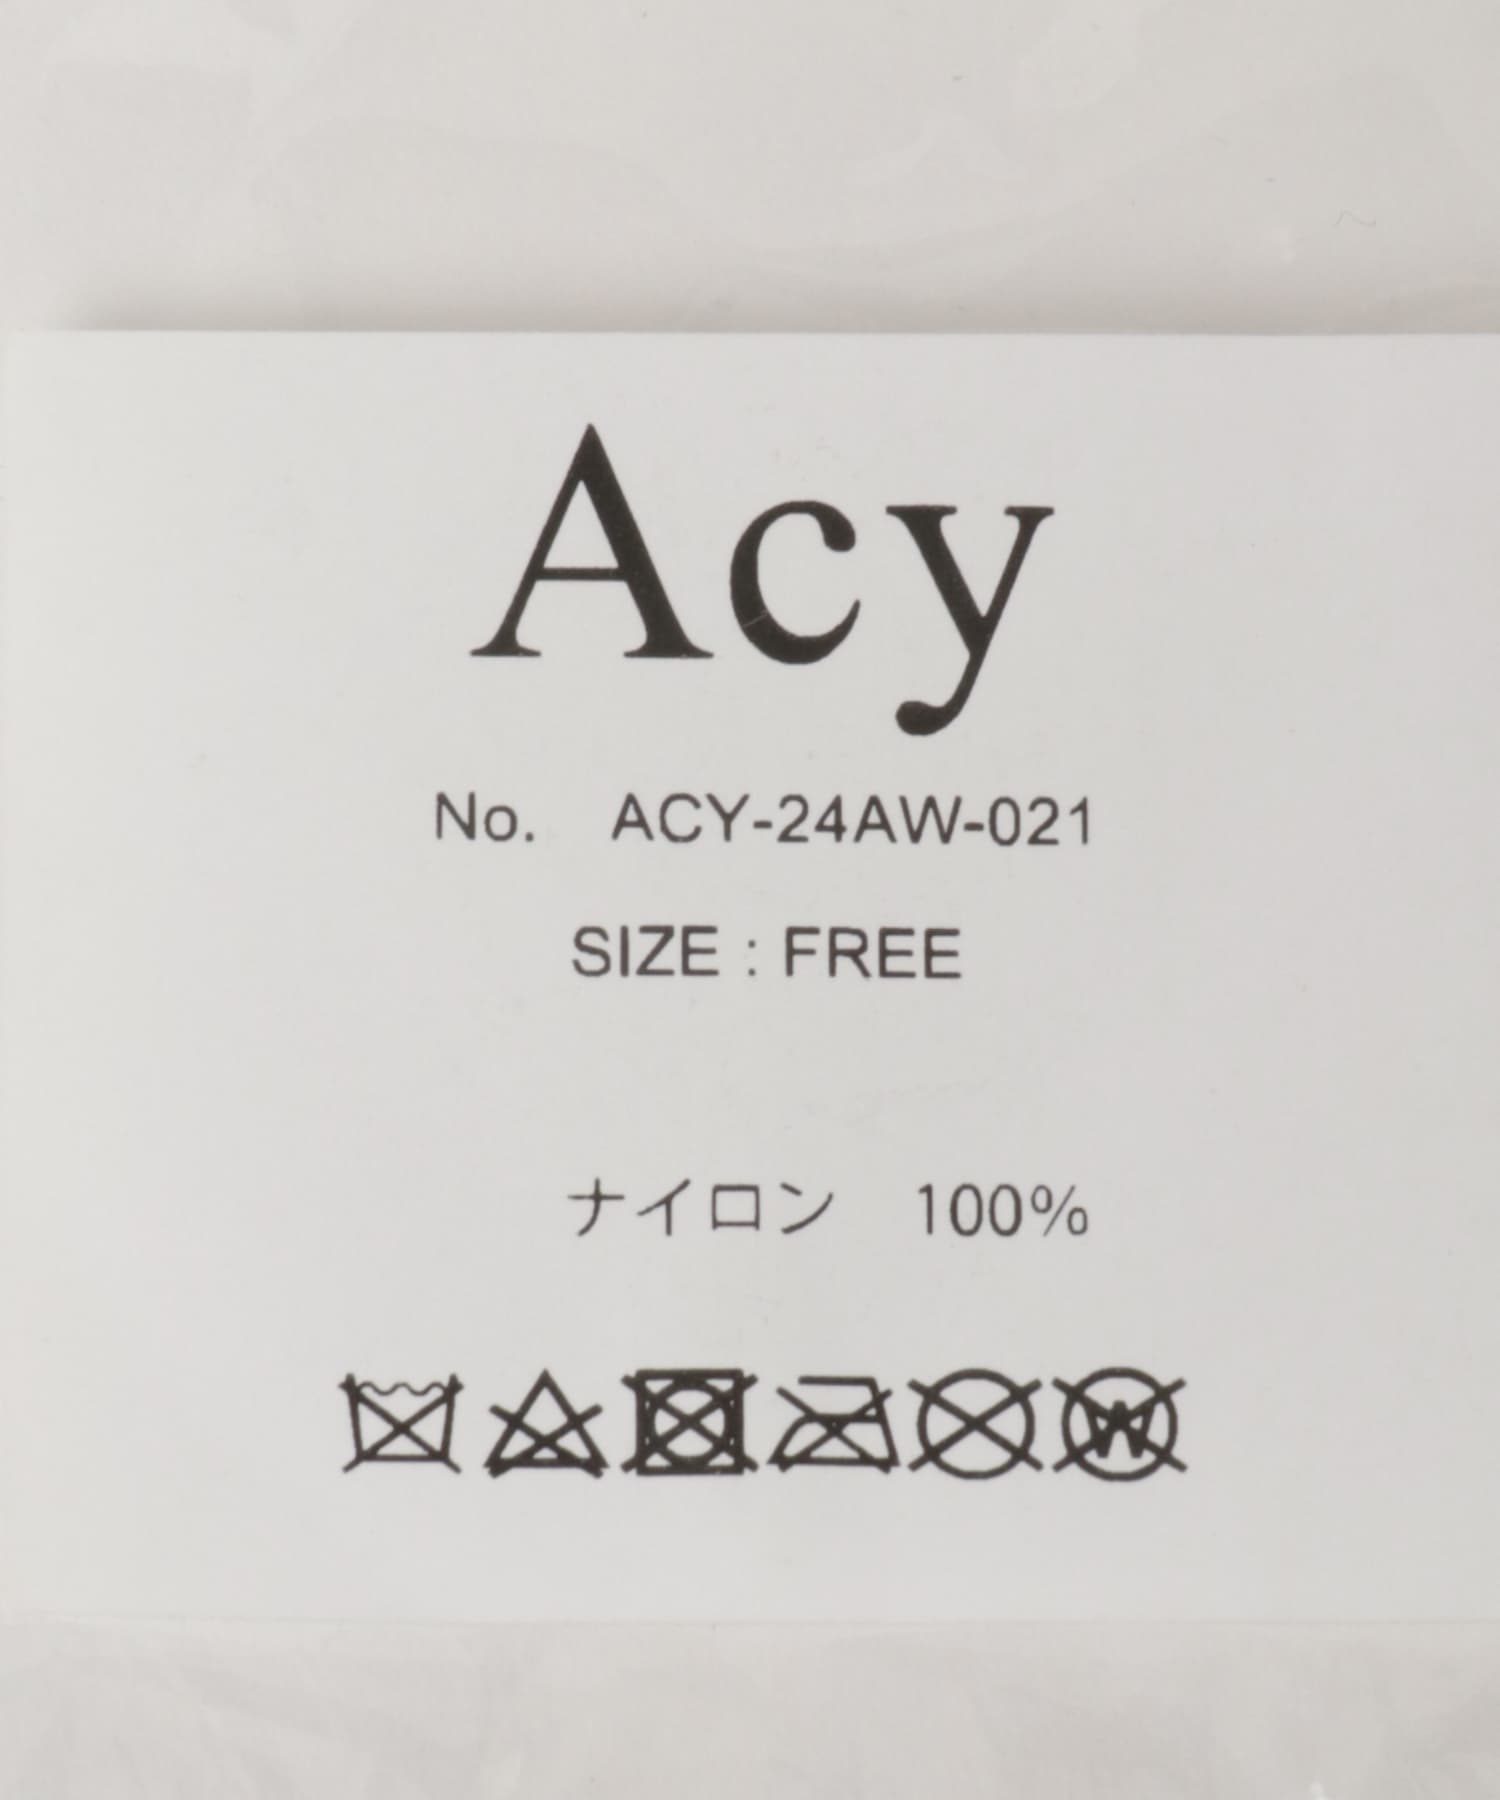 Acy
No. ACY-24AW-021
SIZE : FREE
ナイロン 100%
W